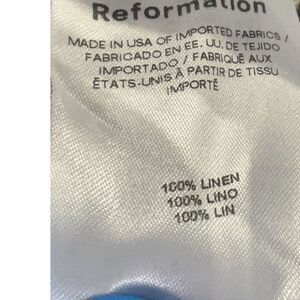 Reformation
MADE IN USA OF IMPORTED FABRICS /
FABRICADO EN EE. UU. DE TEJIDO
IMPORTADO / FABRIQUÉ AUX
ÉTATS-UNIS À PARTIR DE TISSU
IMPORTÉ
100% LINEN
100% LINO
100% LIN